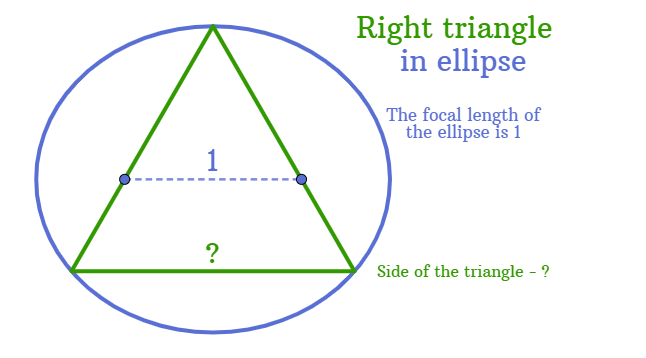 Right triangle
in ellipse
The focal length of
the ellipse is 1
1
?
Side of the triangle - ?